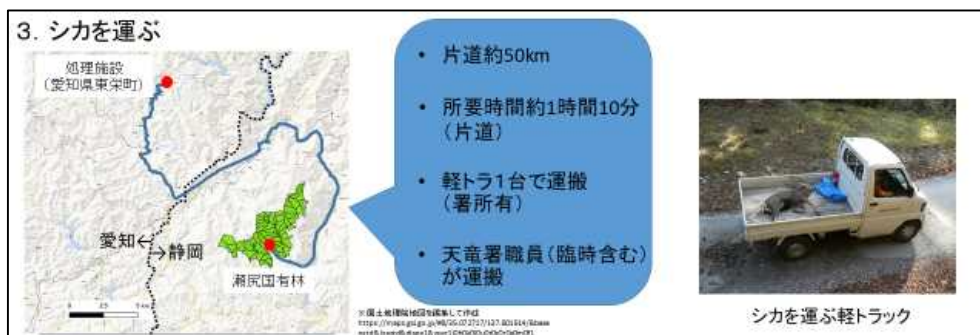 3．シカを運ぶ
処理施設
（愛知県東栄町）
愛知←
→静岡
瀬尻国有林
• 片道約50km
• 所要時間約1時間10分
（片道）
• 軽トラ1台で運搬
（署所有）
• 天竜署職員（臨時含む）
が運搬
※国土地理院地図を編集して作成
シカを運ぶ軽トラック